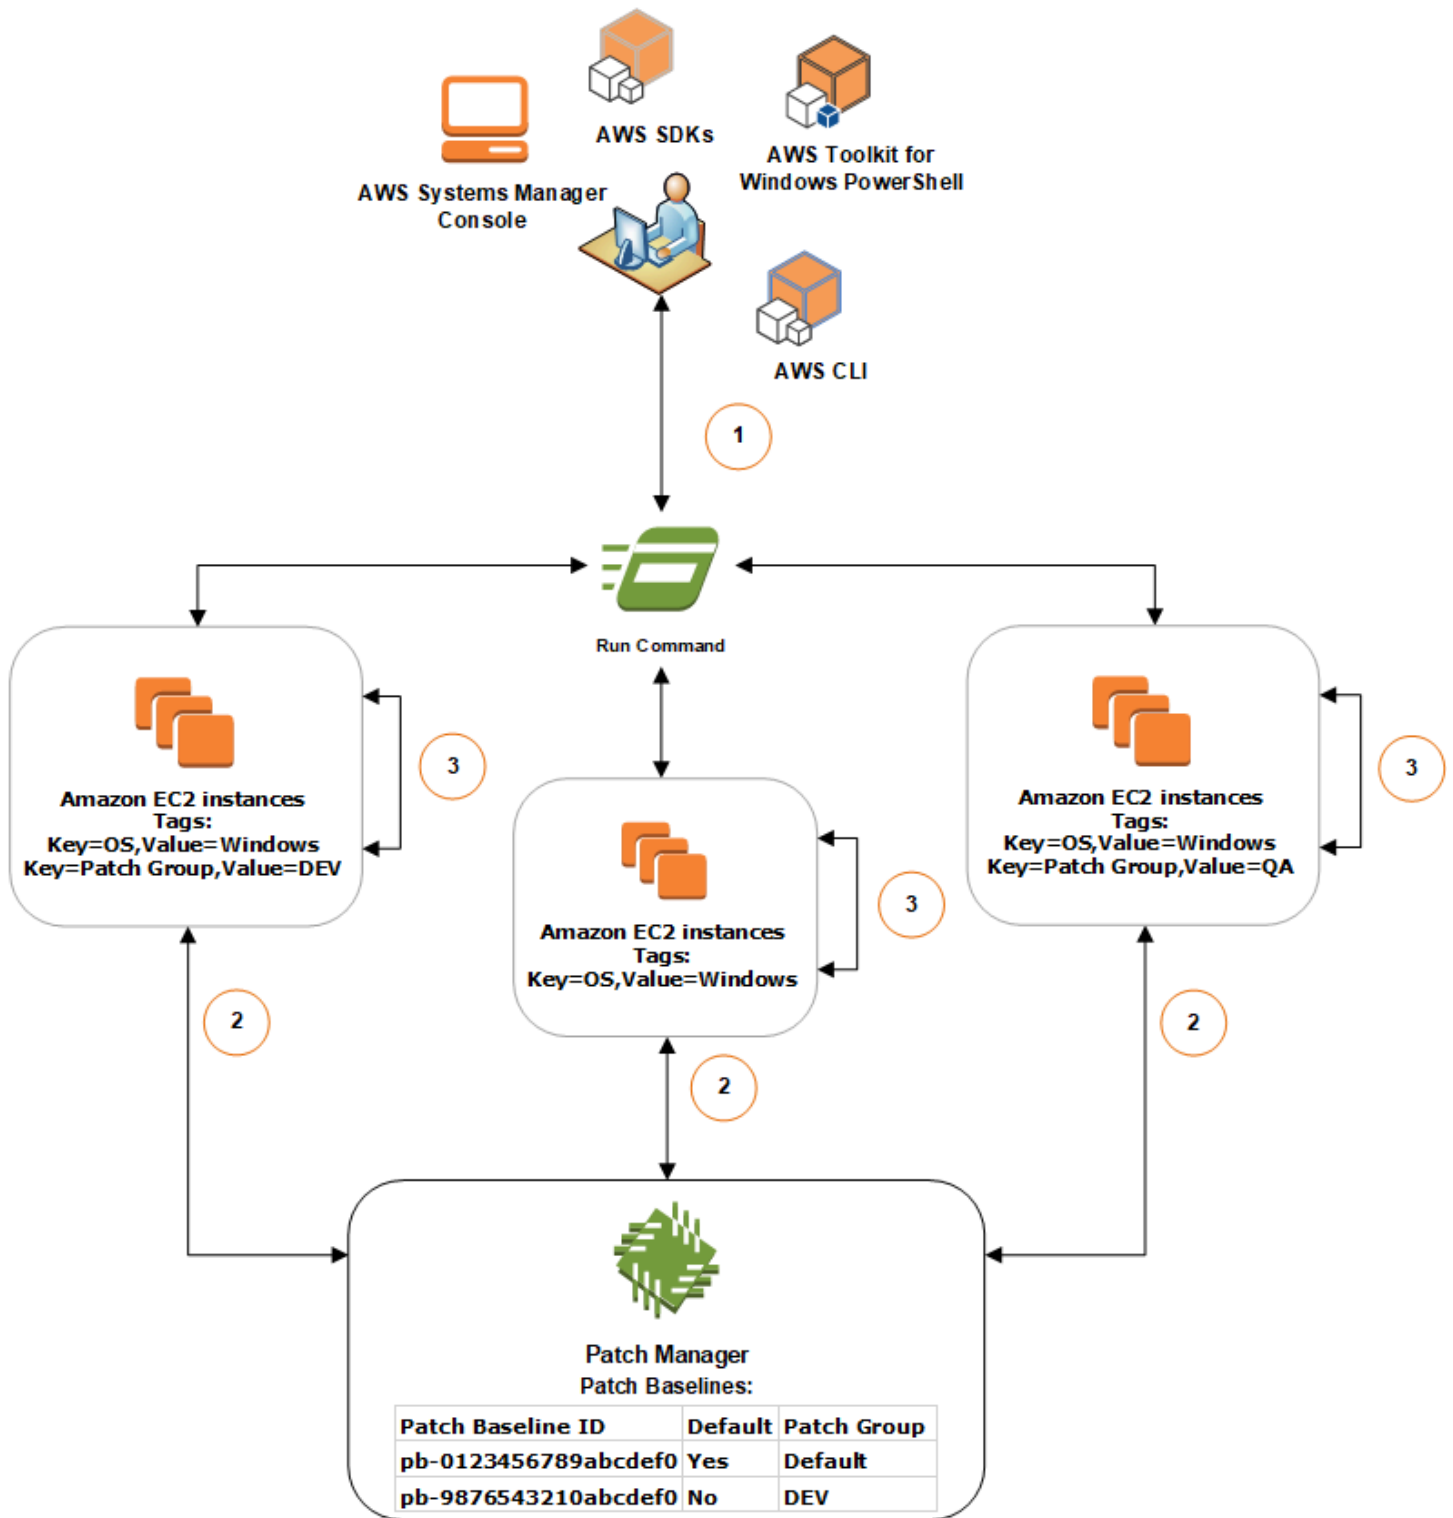 AWS SDKs
AWS Toolkit for
Windows PowerShell
AWS Systems Manager
Console
AWS CLI
1
Run Command
Amazon EC2 instances
Tags:
Key=OS,Value=Windows
Key=Patch Group,Value=DEV
3
Amazon EC2 instances
Tags:
Key=OS,Value=Windows
3
Amazon EC2 instances
Tags:
Key=OS,Value=Windows
Key=Patch Group,Value=QA
3
2
2
2
Patch Manager
Patch Baselines:
Patch Baseline ID Default Patch Group
pb-0123456789abcdef0 Yes Default
pb-9876543210abcdef0 No DEV